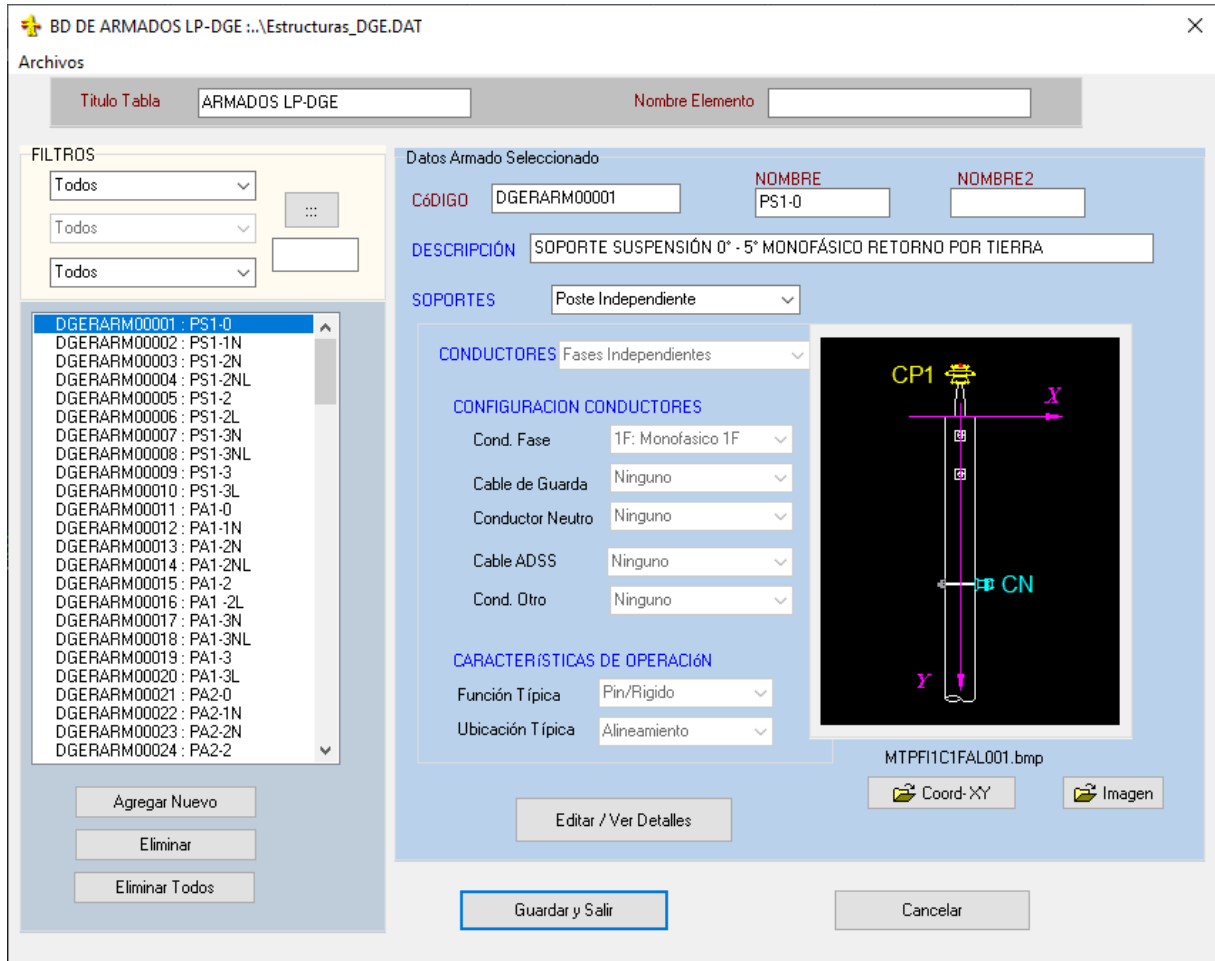 BD DE ARMADOS LP-DGE :..\Estructuras_DGE.DAT
Archivos
Titulo Tabla ARMADOS LP-DGE Nombre Elemento
FILTROS
Todos
:::
Todos
Todos
DGERARM00001 : PS1-0
DGERARM00002 : PS1-1N
DGERARM00003 : PS1-2N
DGERARM00004 : PS1-2NL
DGERARM00005 : PS1-2
DGERARM00006 : PS1-2L
DGERARM00007 : PS1-3N
DGERARM00008 : PS1-3NL
DGERARM00009 : PS1-3
DGERARM00010 : PS1-3L
DGERARM00011 : PA1-0
DGERARM00012 : PA1-1N
DGERARM00013 : PA1-2N
DGERARM00014 : PA1-2NL
DGERARM00015 : PA1-2
DGERARM00016 : PA1 -2L
DGERARM00017 : PA1-3N
DGERARM00018 : PA1-3NL
DGERARM00019 : PA1-3
DGERARM00020 : PA1-3L
DGERARM00021 : PA2-0
DGERARM00022 : PA2-1N
DGERARM00023 : PA2-2N
DGERARM00024 : PA2-2
Agregar Nuevo
Eliminar
Eliminar Todos
Datos Armado Seleccionado
NOMBRE NOMBRE2
CóDIGO DGERARM00001 PS1-0
DESCRIPCIÓN SOPORTE SUSPENSIÓN 0° - 5° MONOFÁSICO RETORNO POR TIERRA
SOPORTES Poste Independiente
CONDUCTORES Fases Independientes
CONFIGURACION CONDUCTORES
Cond. Fase 1F: Monofasico 1F
Cable de Guarda Ninguno
Conductor Neutro Ninguno
Cable ADSS Ninguno
Cond. Otro Ninguno
CARACTERíSTICAS DE OPERACIóN
Función Típica Pin/Rigido
Ubicación Típica Alineamiento
CP1
X
CN
Y
MTPFI1C1FAL001.bmp
Coord-XY Imagen
Editar / Ver Detalles
Guardar y Salir Cancelar